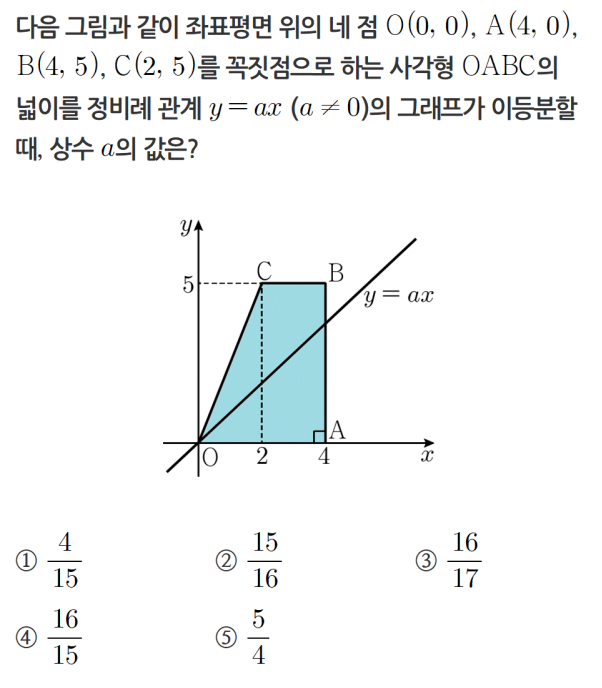 다음 그림과 같이 좌표평면 위의 네 점 O(0, 0), A(4, 0),
B(4, 5), C(2, 5)를 꼭짓점으로 하는 사각형 OABC의
넓이를 정비례 관계 y = ax (a ≠ 0)의 그래프가 이등분할
때, 상수 a의 값은?
y
C B
5
y = ax
A
O 2 4 x
① 4/15 ② 15/16 ③ 16/17
④ 16/15 ⑤ 5/4